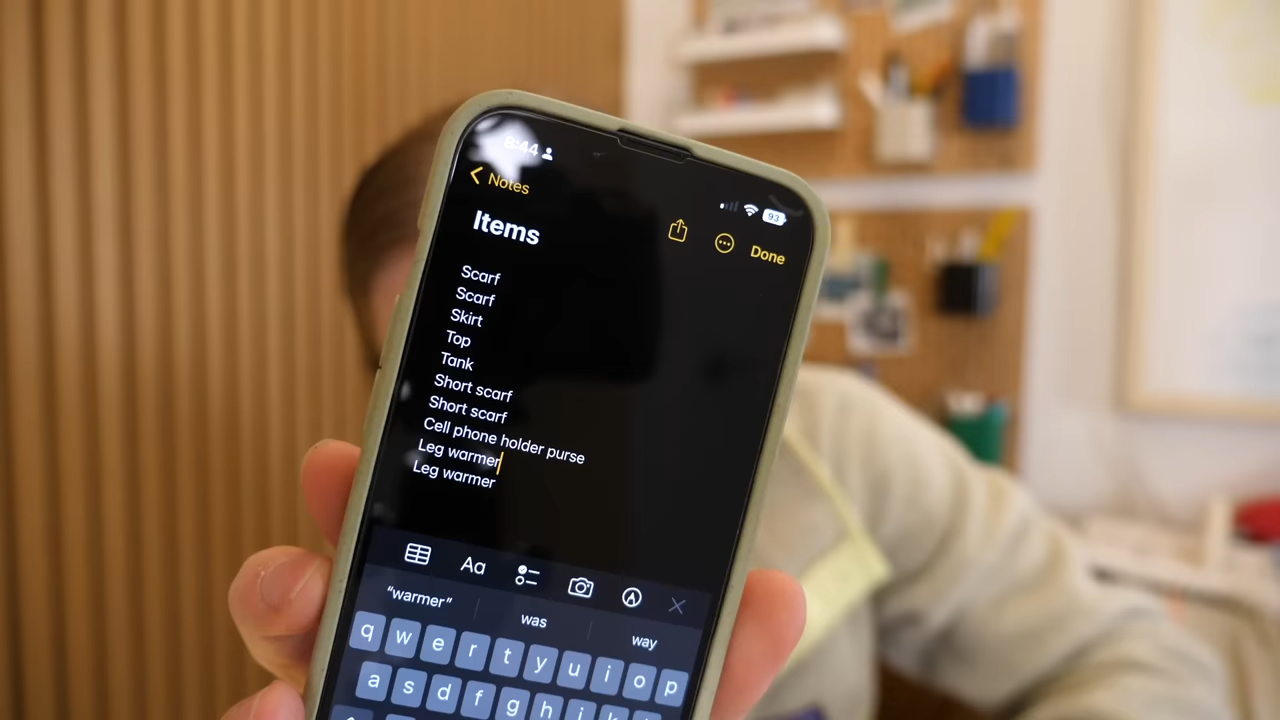 8:44
Notes
93
Done
Items
Scarf
Scarf
Skirt
Top
Tank
Short scarf
Short scarf
Cell phone holder purse
Leg warmer
Leg warmer
Aa
"warmer" was way
q w e r t y u i o p
a s d f g h j